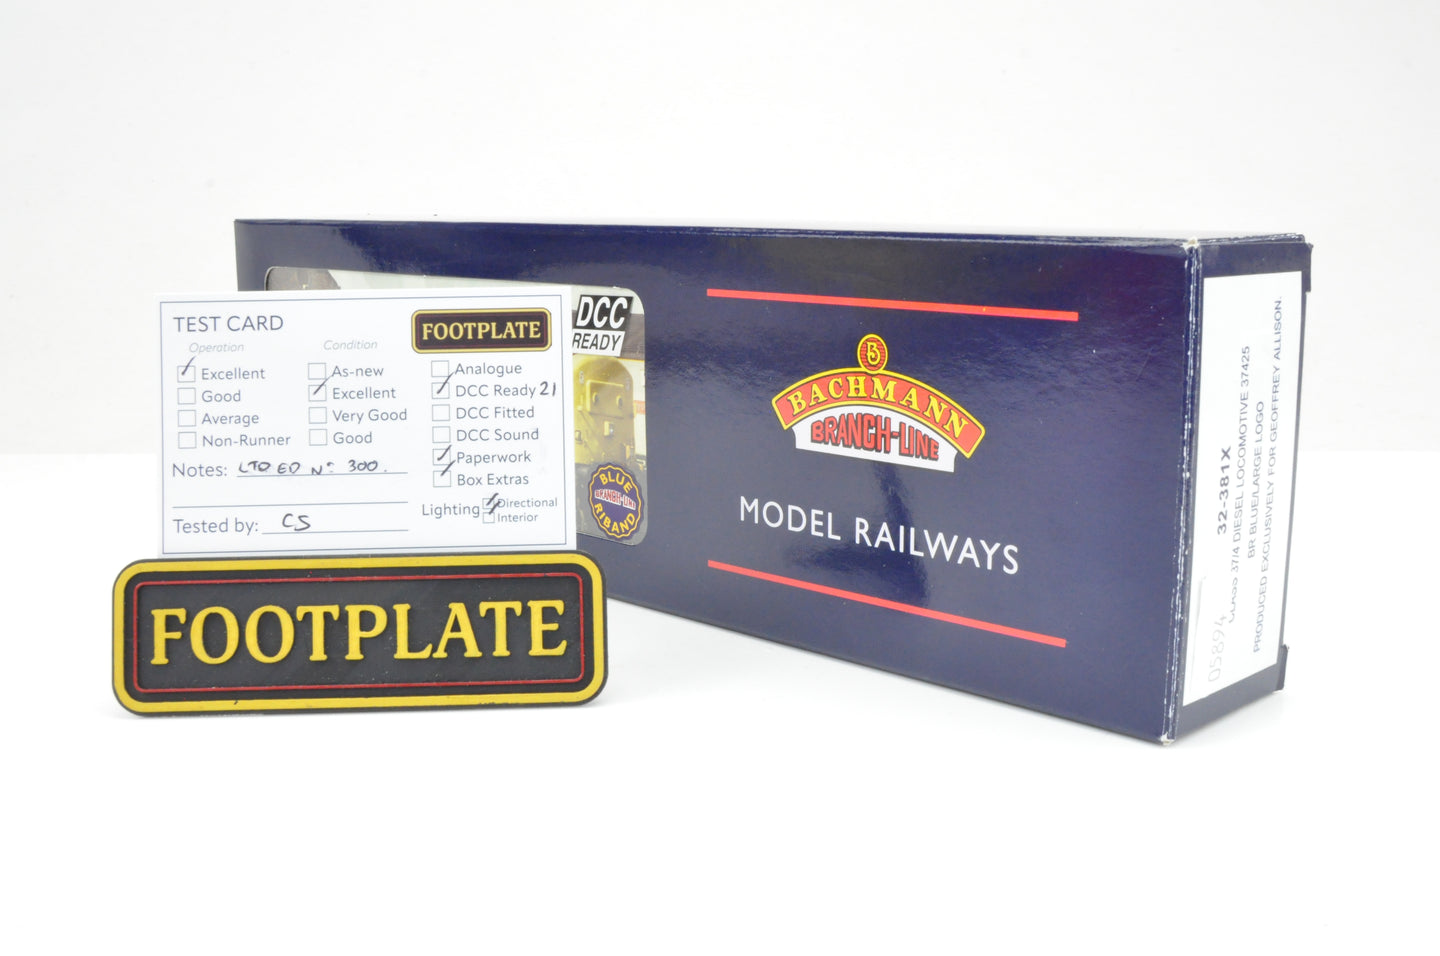 TEST CARD
FOOTPLATE
Operation
Excellent
Good
Average
Non-Runner
Condition
As-new
Excellent
Very Good
Good
Analogue
DCC Ready 21
DCC Fitted
DCC Sound
Paperwork
Box Extras
Notes: LTD ED Nº 300.
Lighting
Directional
Interior
Tested by: CS
FOOTPLATE
DCC
READY
BLUE
BRANCH-LINE
RIBAND
B
BACHMANN
BRANCH-LINE
MODEL RAILWAYS
32-381X
CLASS 37/4 DIESEL LOCOMOTIVE 37425
BR BLUE/LARGE LOGO
PRODUCED EXCLUSIVELY FOR GEOFFREY ALLISON.
05894